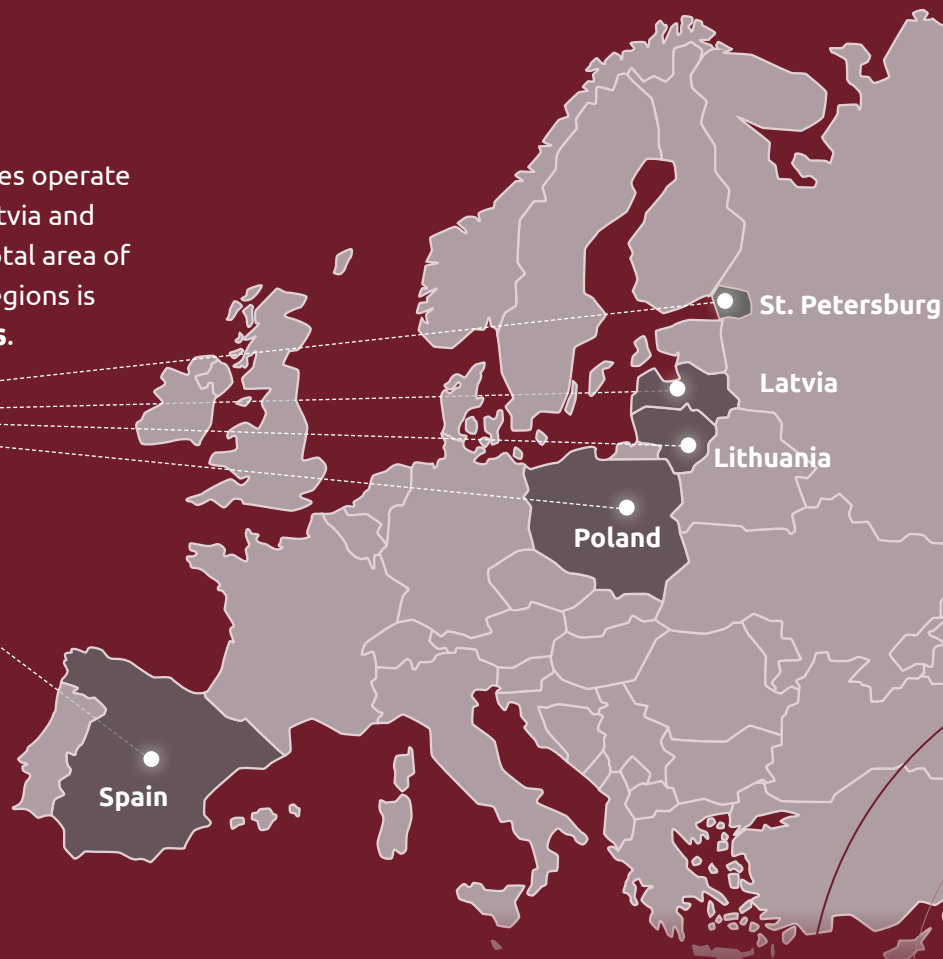 es operate
tvia and
otal area of
egions is
s.
St. Petersburg
Latvia
Lithuania
Poland
Spain